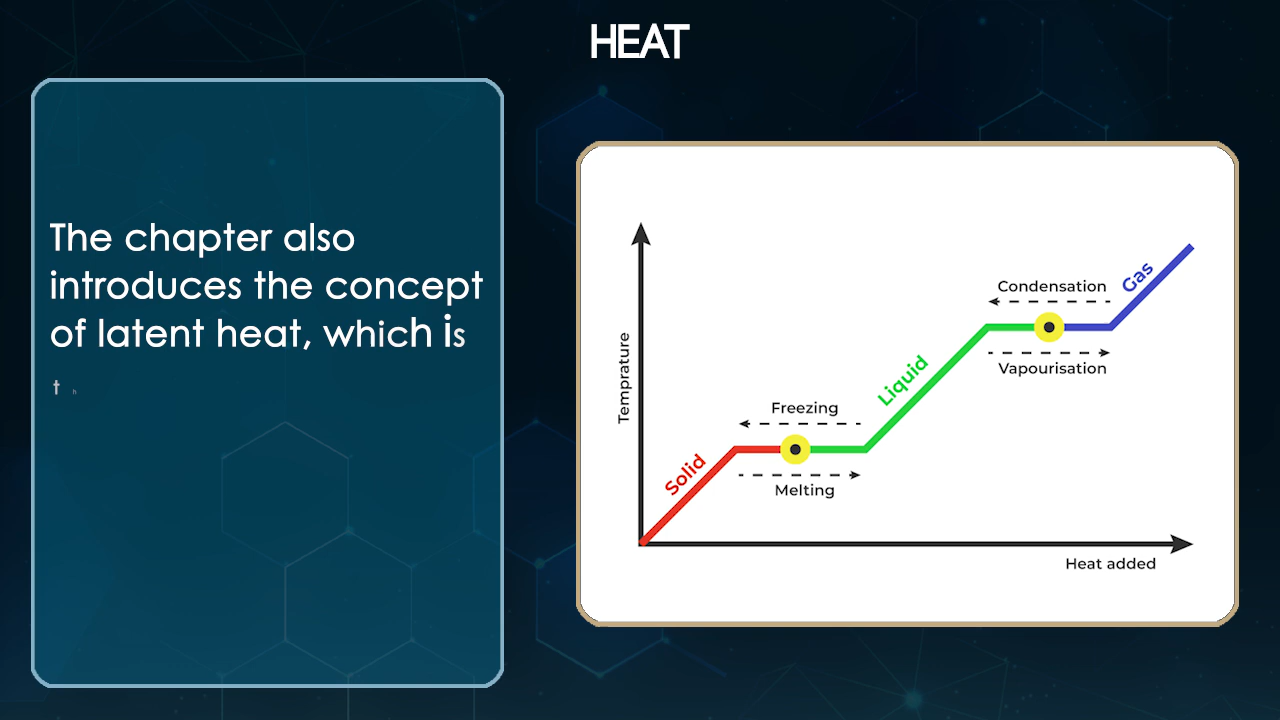 HEAT
The chapter also
introduces the concept
of latent heat, which is
th
Temprature
Solid
Freezing
Melting
Liquid
Condensation
Vapourisation
Gas
Heat added